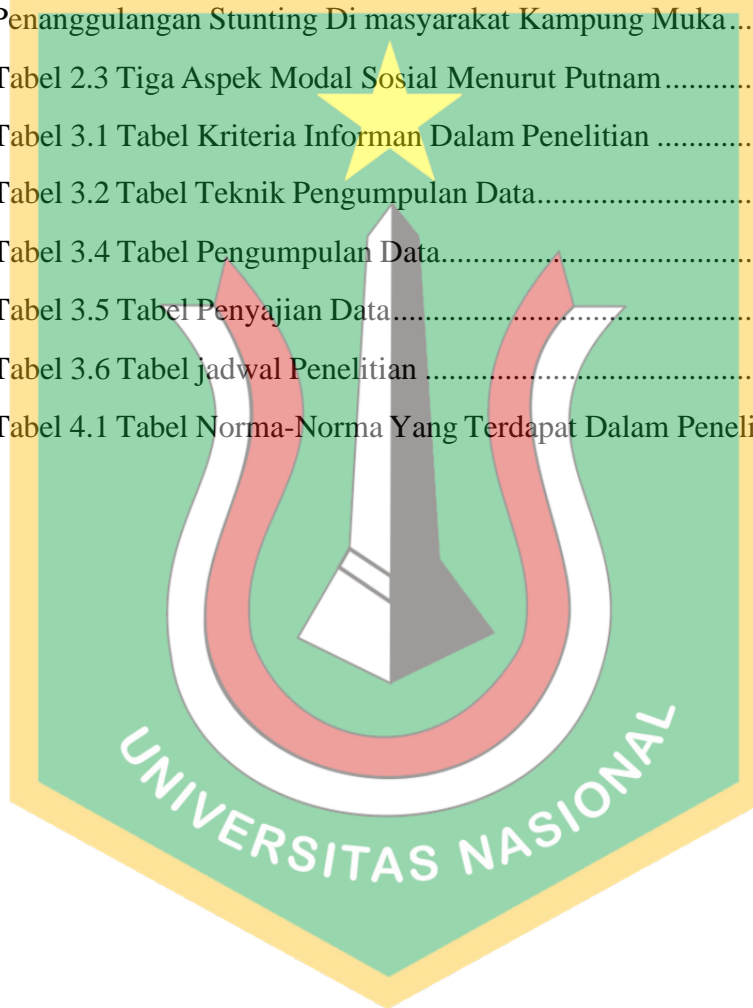 Penanggulangan Stunting Di masyarakat Kampung Muka...
Tabel 2.3 Tiga Aspek Modal Sosial Menurut Putnam............
Tabel 3.1 Tabel Kriteria Informan Dalam Penelitian .............
Tabel 3.2 Tabel Teknik Pengumpulan Data.............................
Tabel 3.4 Tabel Pengumpulan Data.........................................
Tabel 3.5 Tabel Penyajian Data...............................................
Tabel 3.6 Tabel jadwal Penelitian ...........................................
Tabel 4.1 Tabel Norma-Norma Yang Terdapat Dalam Peneli
UNIVERSITAS NASIONAL